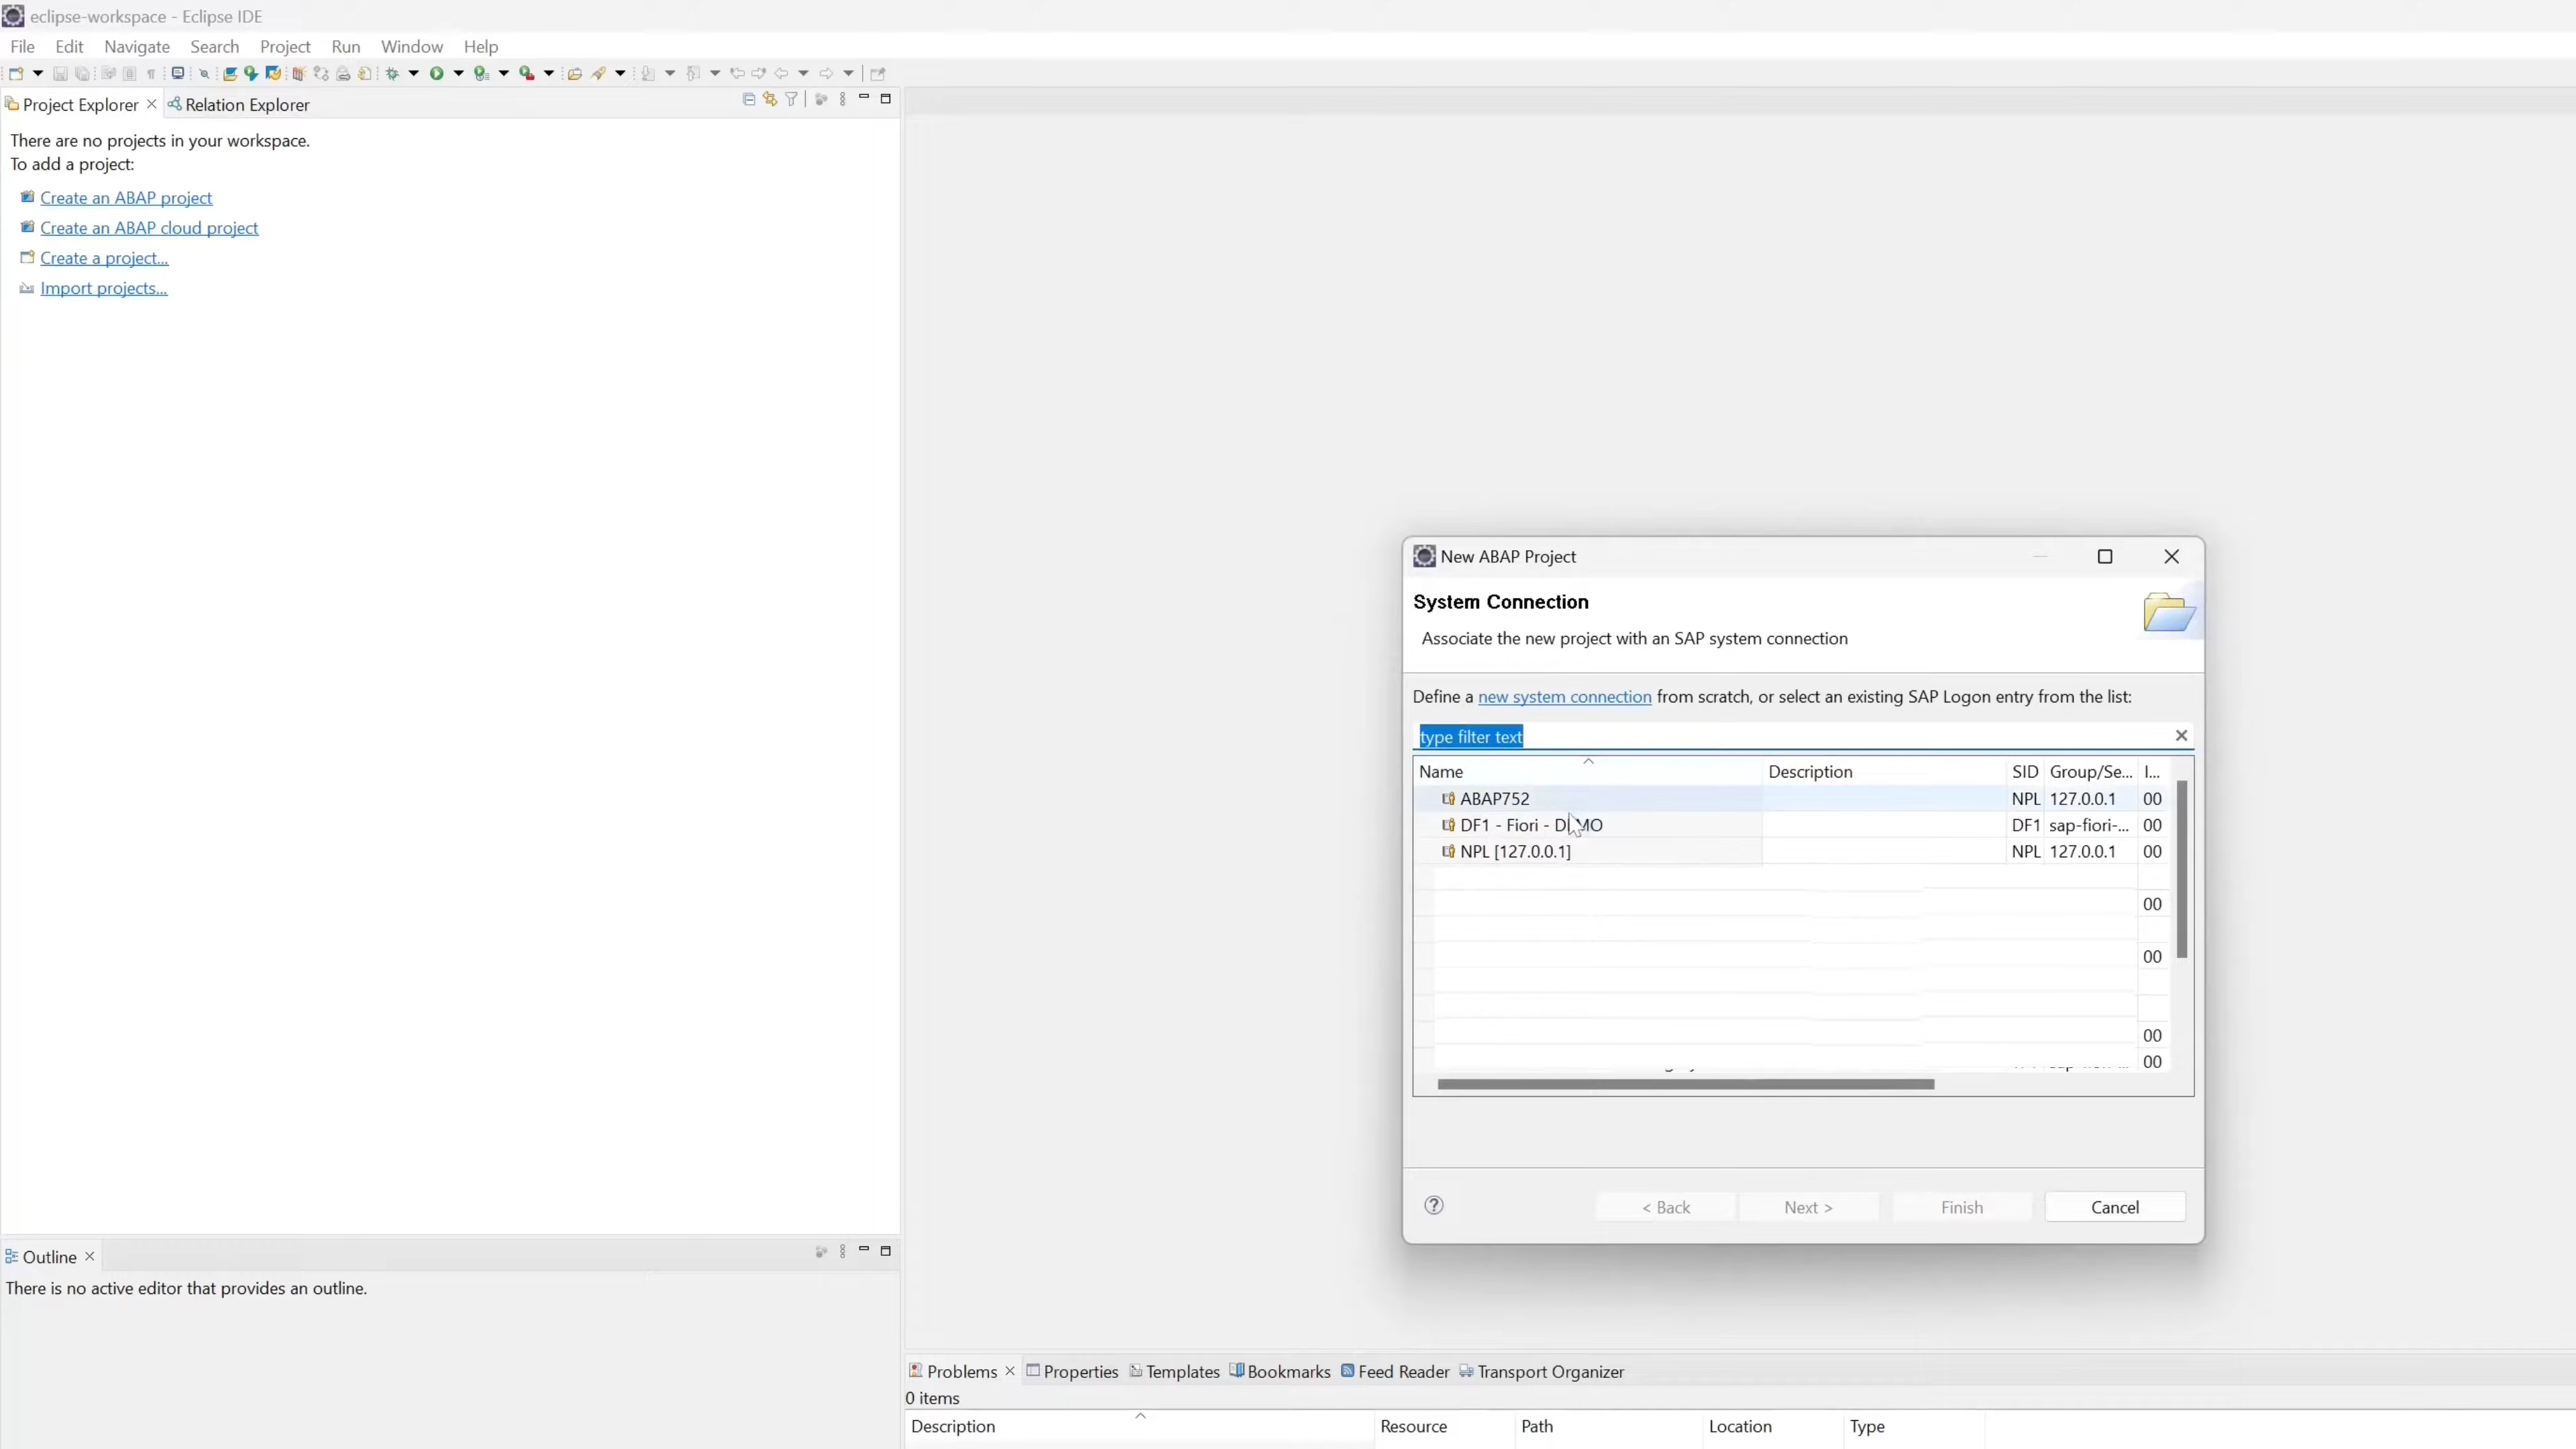 eclipse-workspace - Eclipse IDE
File Edit Navigate Search Project Run Window Help
Project Explorer Relation Explorer
There are no projects in your workspace.
To add a project:
Create an ABAP project
Create an ABAP cloud project
Create a project...
Import projects...
New ABAP Project
System Connection
Associate the new project with an SAP system connection
Define a new system connection from scratch, or select an existing SAP Logon entry from the list:
type filter text
Name Description SID Group/Se... I...
ABAP752 NPL 127.0.0.1 00
DF1 - Fiori - DEMO DF1 sap-fiori-... 00
NPL [127.0.0.1] NPL 127.0.0.1 00
00
00
00
00
< Back Next > Finish Cancel
Outline
There is no active editor that provides an outline.
Problems Properties Templates Bookmarks Feed Reader Transport Organizer
0 items
Description Resource Path Location Type